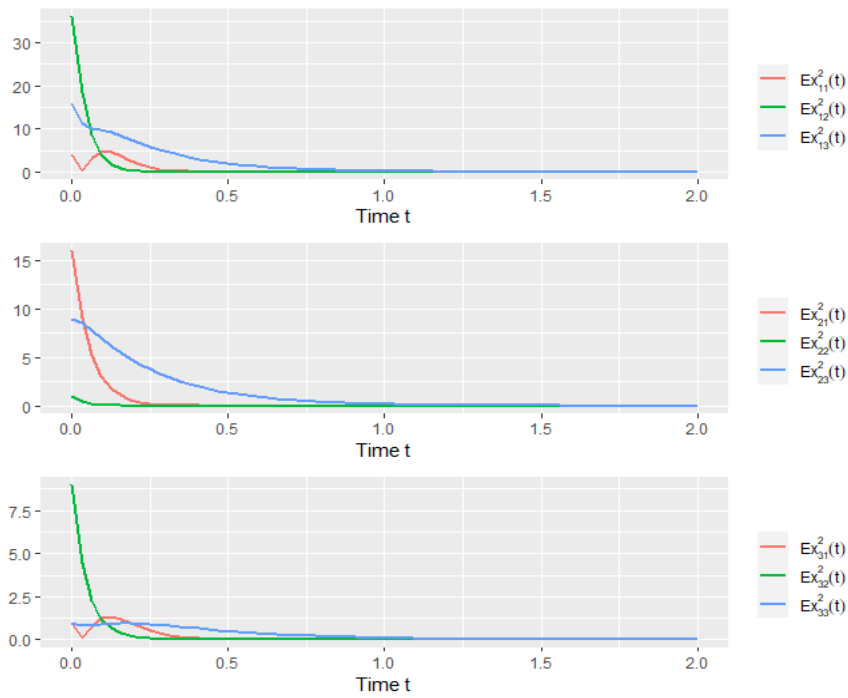 30
20
10
0
0.0 0.5 1.0 1.5 2.0
Time t
Ex²₁₁(t)
Ex²₁₂(t)
Ex²₁₃(t)
15
10
5
0
0.0 0.5 1.0 1.5 2.0
Time t
Ex²₂₁(t)
Ex²₂₂(t)
Ex²₂₃(t)
7.5
5.0
2.5
0.0
0.0 0.5 1.0 1.5 2.0
Time t
Ex²₃₁(t)
Ex²₃₂(t)
Ex²₃₃(t)